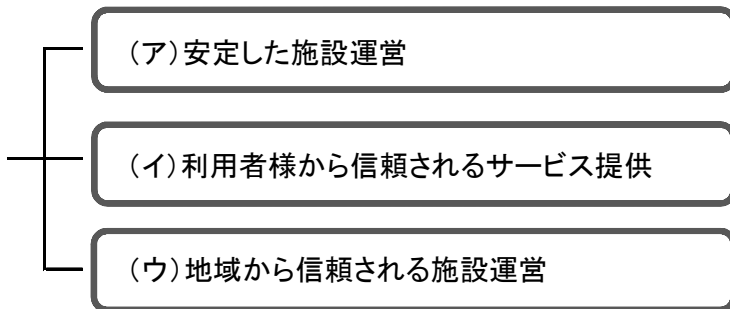 （ア）安定した施設運営
（イ）利用者様から信頼されるサービス提供
（ウ）地域から信頼される施設運営